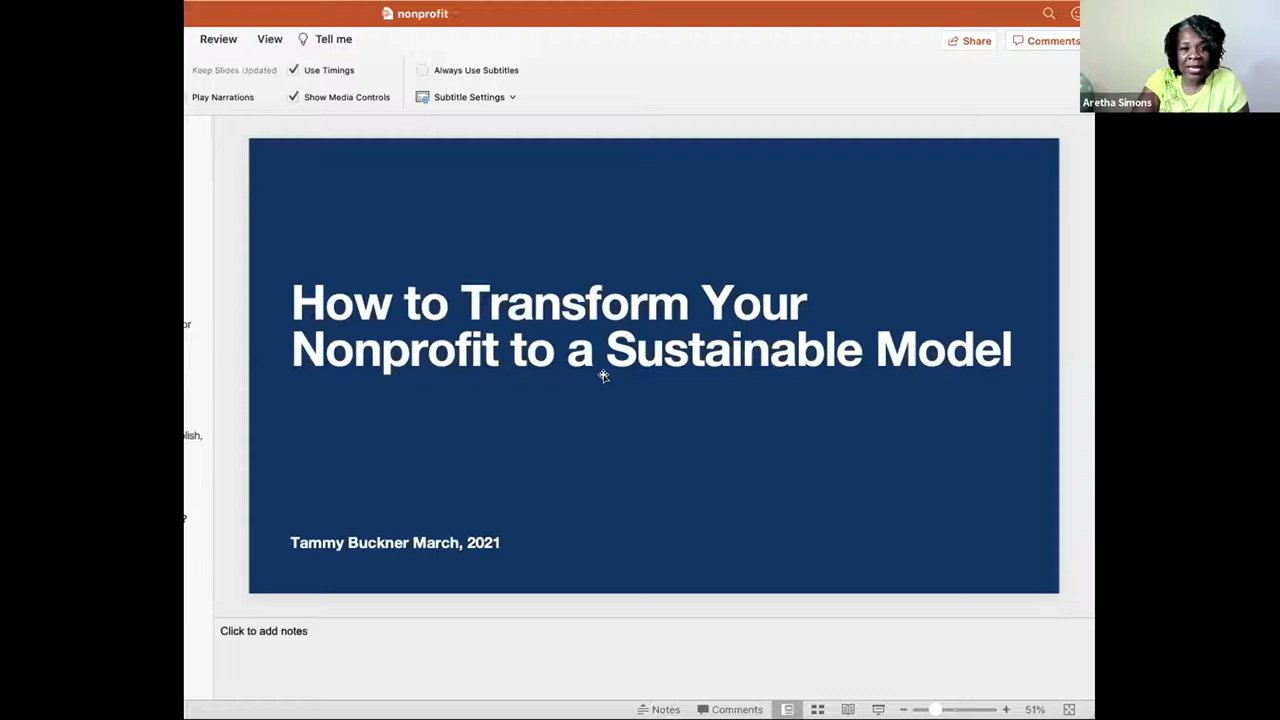 nonprofit
Review View Tell me
Share Comments
Keep Slides Updated Use Timings Always Use Subtitles
Play Narrations Show Media Controls Subtitle Settings
Aretha Simons
or
lish,
?
How to Transform Your
Nonprofit to a Sustainable Model
Tammy Buckner March, 2021
Click to add notes
Notes Comments 51%